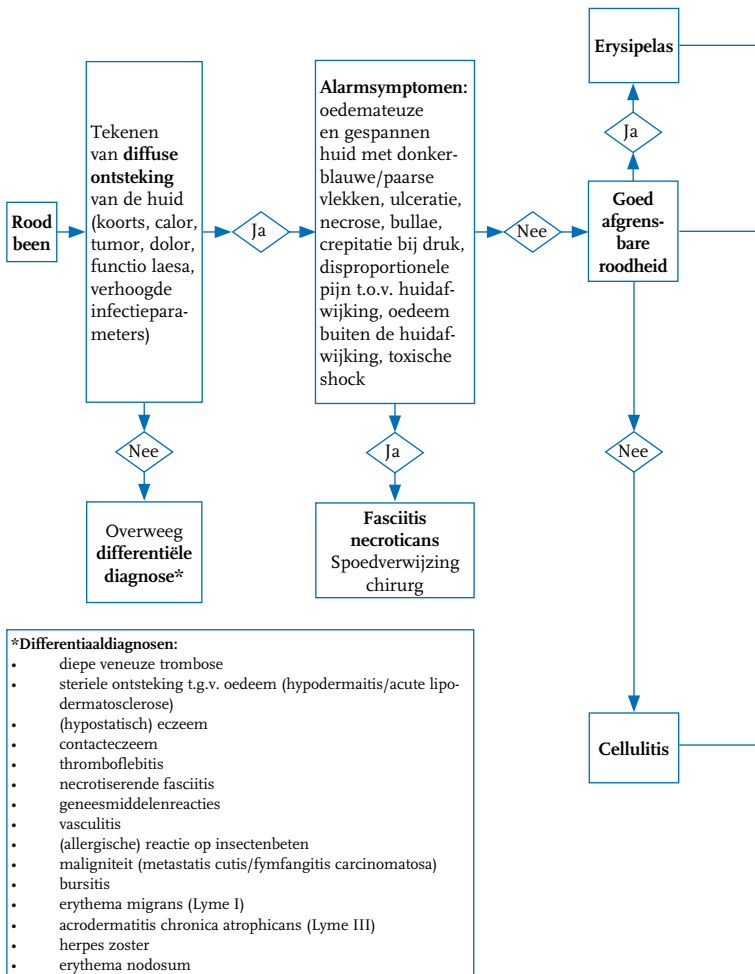 Rood
been
Tekenen
van diffuse
ontsteking
van de huid
(koorts, calor,
tumor, dolor,
functio laesa,
verhoogde
infectiepara-
meters)
Ja
Nee
Overweeg
differentiële
diagnose*
Alarmsymptomen:
oedemateuze
en gespannen
huid met donker-
blauwe/paarse
vlekken, ulceratie,
necrose, bullae,
crepitatie bij druk,
disproportionele
pijn t.o.v. huidaf-
wijking, oedeem
buiten de huidaf-
wijking, toxische
shock
Ja
Fasciitis
necroticans
Spoedverwijzing
chirurg
Nee
Goed
afgrens-
bare
roodheid
Ja
Erysipelas
Nee
Cellulitis
*Differentiaaldiagnosen:
• diepe veneuze trombose
• steriele ontsteking t.g.v. oedeem (hypodermaitis/acute lipo-
dermatosclerose)
• (hypostatisch) eczeem
• contacteczeem
• thromboflebitis
• necrotiserende fasciitis
• geneesmiddelenreacties
• vasculitis
• (allergische) reactie op insectenbeten
• maligniteit (metastatis cutis/fymfangitis carcinomatosa)
• bursitis
• erythema migrans (Lyme I)
• acrodermatitis chronica atrophicans (Lyme III)
• herpes zoster
• erythema nodosum